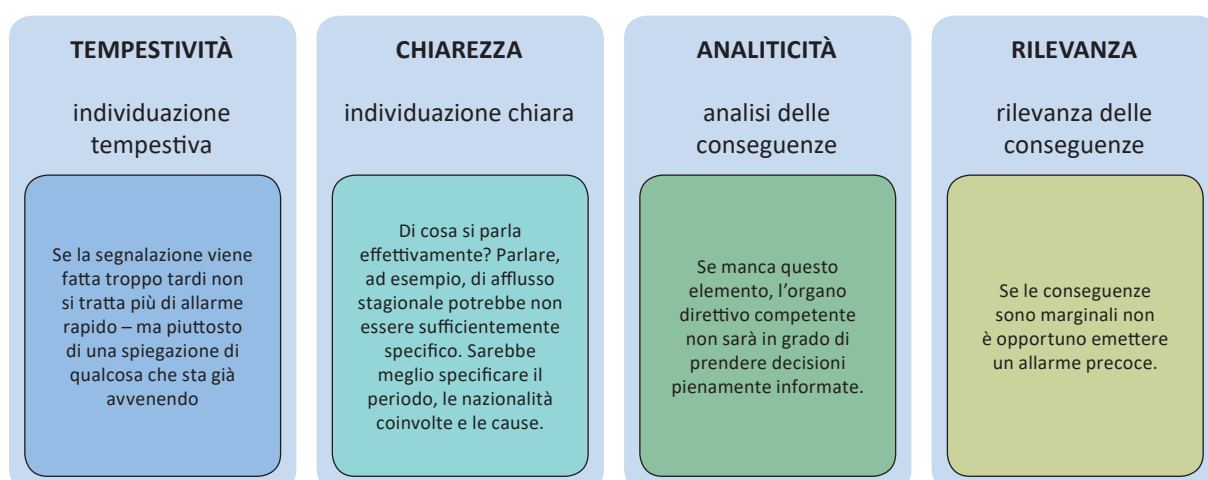 TEMPESTIVITÀ
individuazione
tempestiva
Se la segnalazione viene
fatta troppo tardi non
si tratta più di allarme
rapido – ma piuttosto
di una spiegazione di
qualcosa che sta già
avvenendo
CHIAREZZA
individuazione chiara
Di cosa si parla
effettivamente? Parlare,
ad esempio, di afflusso
stagionale potrebbe non
essere sufficientemente
specifico. Sarebbe
meglio specificare il
periodo, le nazionalità
coinvolte e le cause.
ANALITICITÀ
analisi delle
conseguenze
Se manca questo
elemento, l’organo
direttivo competente
non sarà in grado di
prendere decisioni
pienamente informate.
RILEVANZA
rilevanza delle
conseguenze
Se le conseguenze
sono marginali non
è opportuno emettere
un allarme precoce.